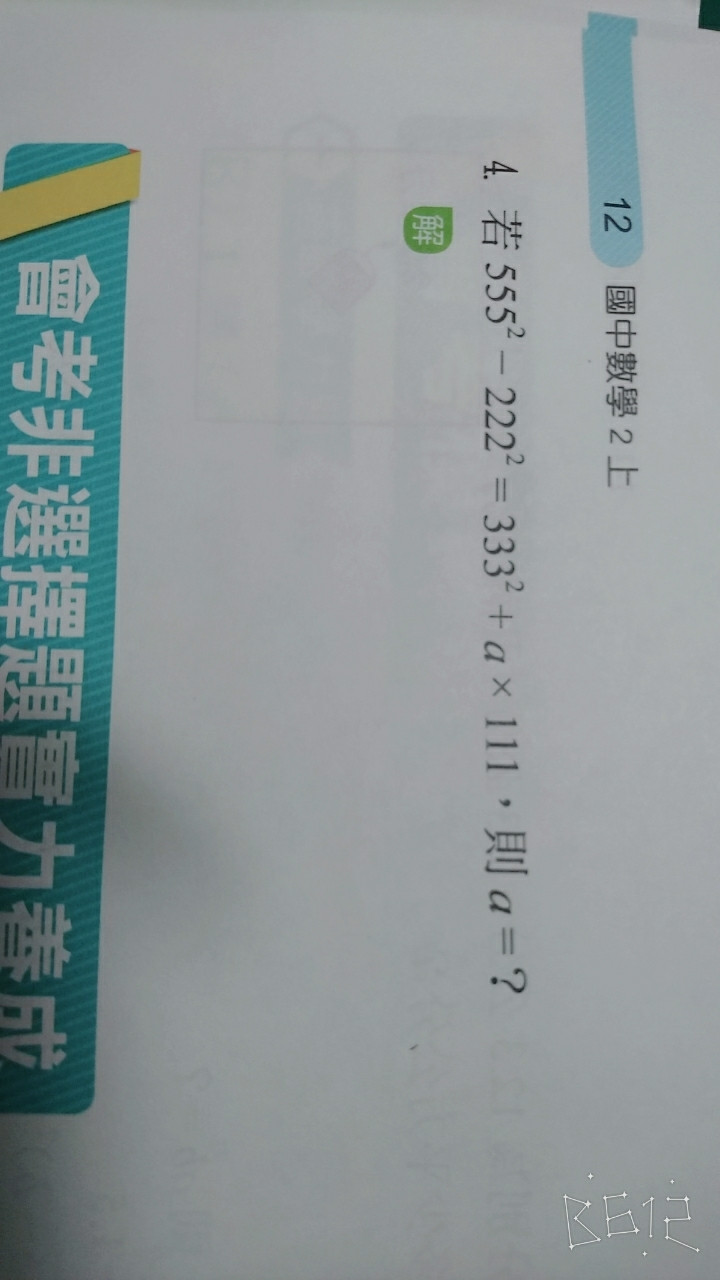 12 國中數學 2 上
4. 若 555² − 222² = 333² + a × 111,則 a = ?
解
會考非選擇題實力養成
B612